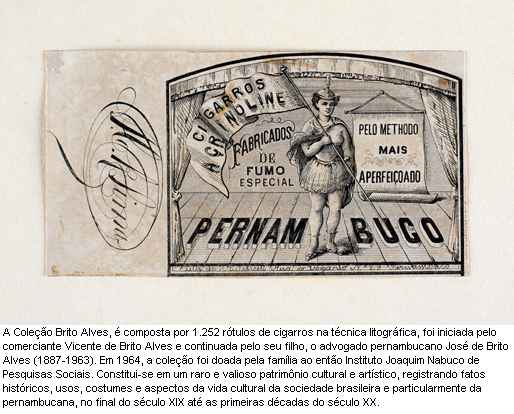 CIGARROS
A CRINOLINE
FABRICADOS
DE
FUMO
ESPECIAL
PELO METHODO
MAIS
APERFEIÇOADO
PERNAMBUCO
A Coleção Brito Alves, é composta por 1.252 rótulos de cigarros na técnica litográfica, foi iniciada pelo
comerciante Vicente de Brito Alves e continuada pelo seu filho, o advogado pernambucano José de Brito
Alves (1887-1963). Em 1964, a coleção foi doada pela família ao então Instituto Joaquim Nabuco de
Pesquisas Sociais. Constitui-se em um raro e valioso patrimônio cultural e artístico, registrando fatos
históricos, usos, costumes e aspectos da vida cultural da sociedade brasileira e particularmente da
pernambucana, no final do século XIX até as primeiras décadas do século XX.